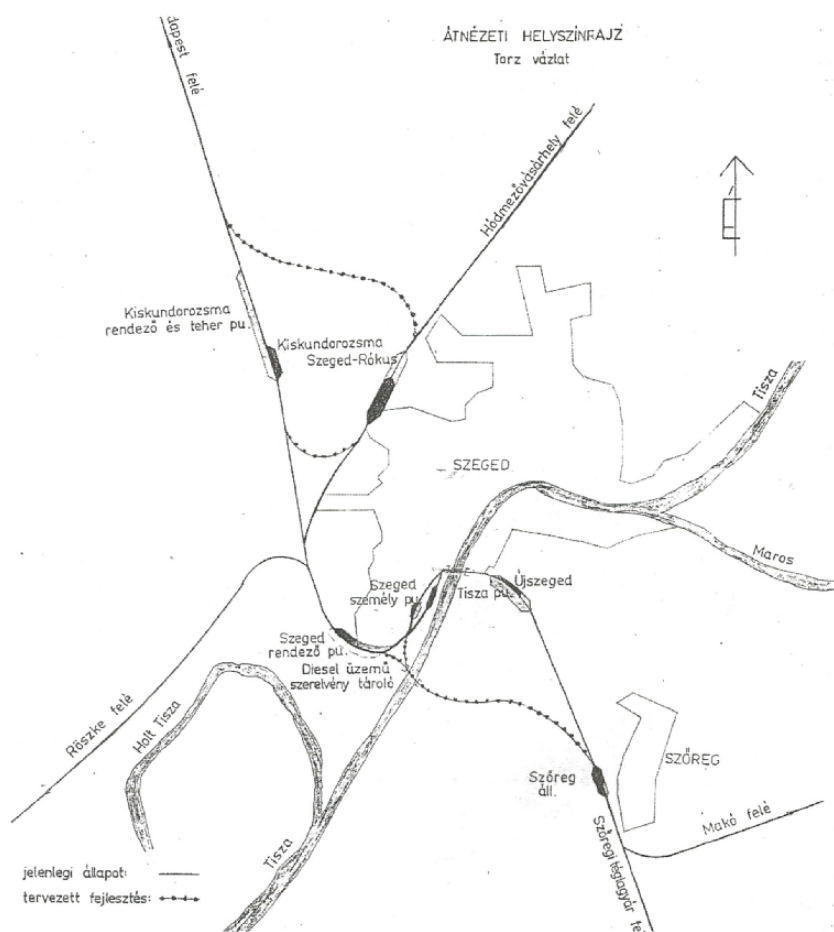 ÁTNÉZETI HELYSZÍNRAJZ
Torz vázlat
dapest felé
Hódmezővásárhely felé
Kiskundorozsma
rendező és teher pu.
Kiskundorozsma
Szeged-Rókus
Tisza
SZEGED
Maros
Szeged
személy pu.
Tisza pu.
Újszeged
Szeged
rendező pu.
Diesel üzemű
szerelvény tároló
Röszke felé
Holt Tisza
Tisza
Szőreg
áll.
SZŐREG
Makó felé
Szőregi téglagyár fe
jelenlegi állapot:
tervezett fejlesztés: